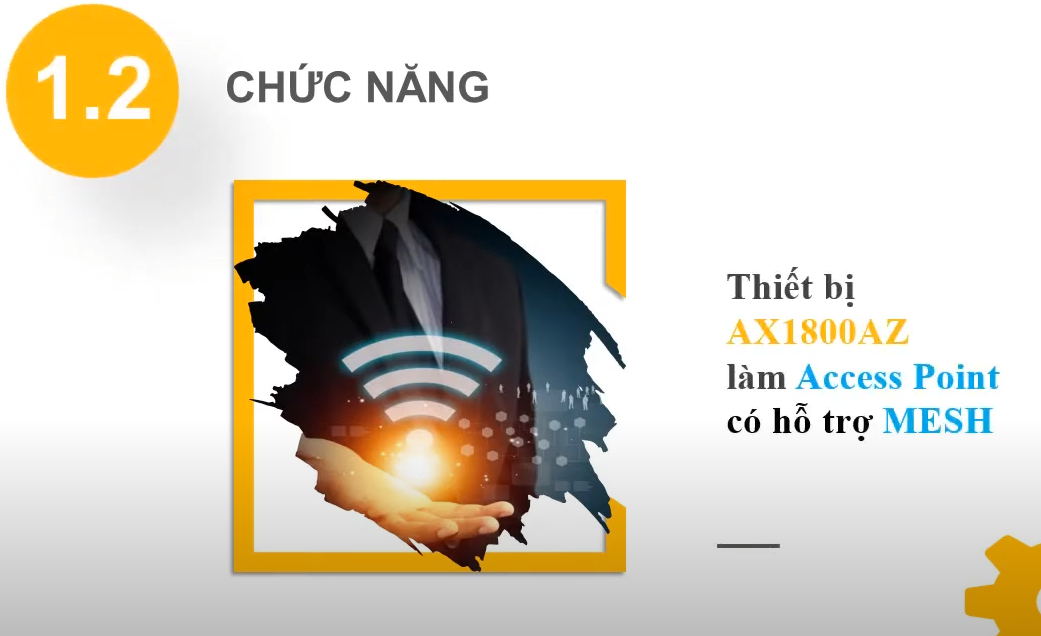 1.2
CHỨC NĂNG
Thiết bị
AX1800AZ
làm Access Point
có hỗ trợ MESH